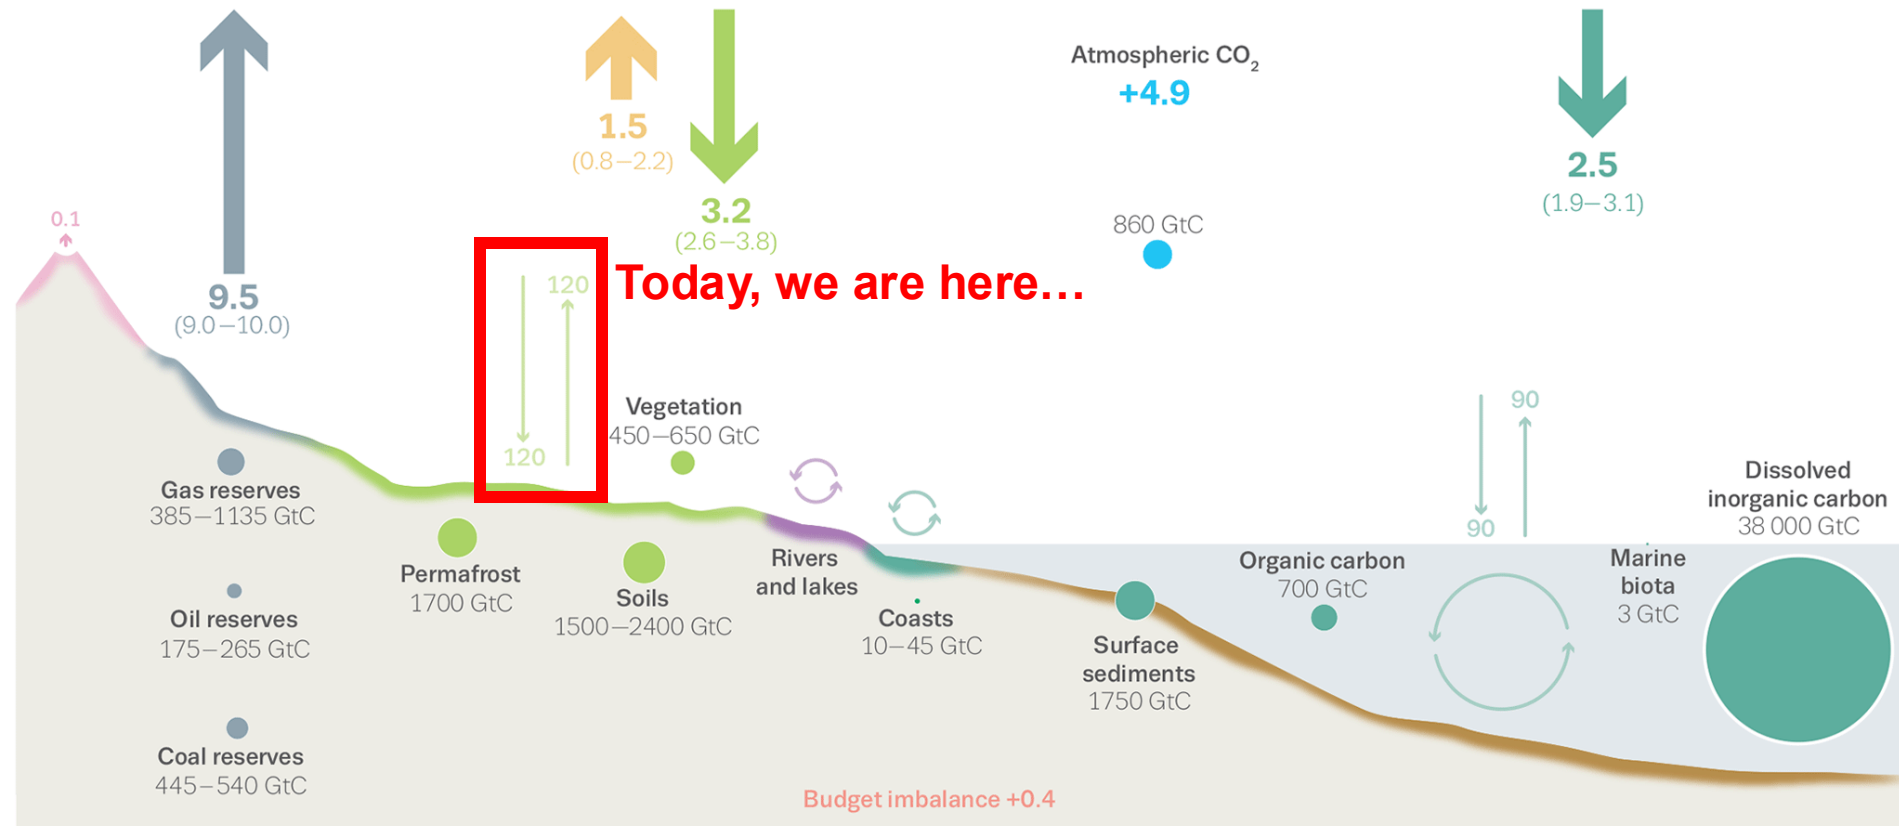 Atmospheric CO₂
+4.9
1.5
(0.8–2.2)
2.5
(1.9–3.1)
3.2
(2.6–3.8)
0.1
860 GtC
9.5
(9.0–10.0)
120
120
Today, we are here...
Vegetation
450–650 GtC
90
90
Gas reserves
385–1135 GtC
Permafrost
1700 GtC
Soils
1500–2400 GtC
Rivers
and lakes
Coasts
10–45 GtC
Surface
sediments
1750 GtC
Organic carbon
700 GtC
Marine
biota
3 GtC
Dissolved
inorganic carbon
38 000 GtC
Oil reserves
175–265 GtC
Coal reserves
445–540 GtC
Budget imbalance +0.4